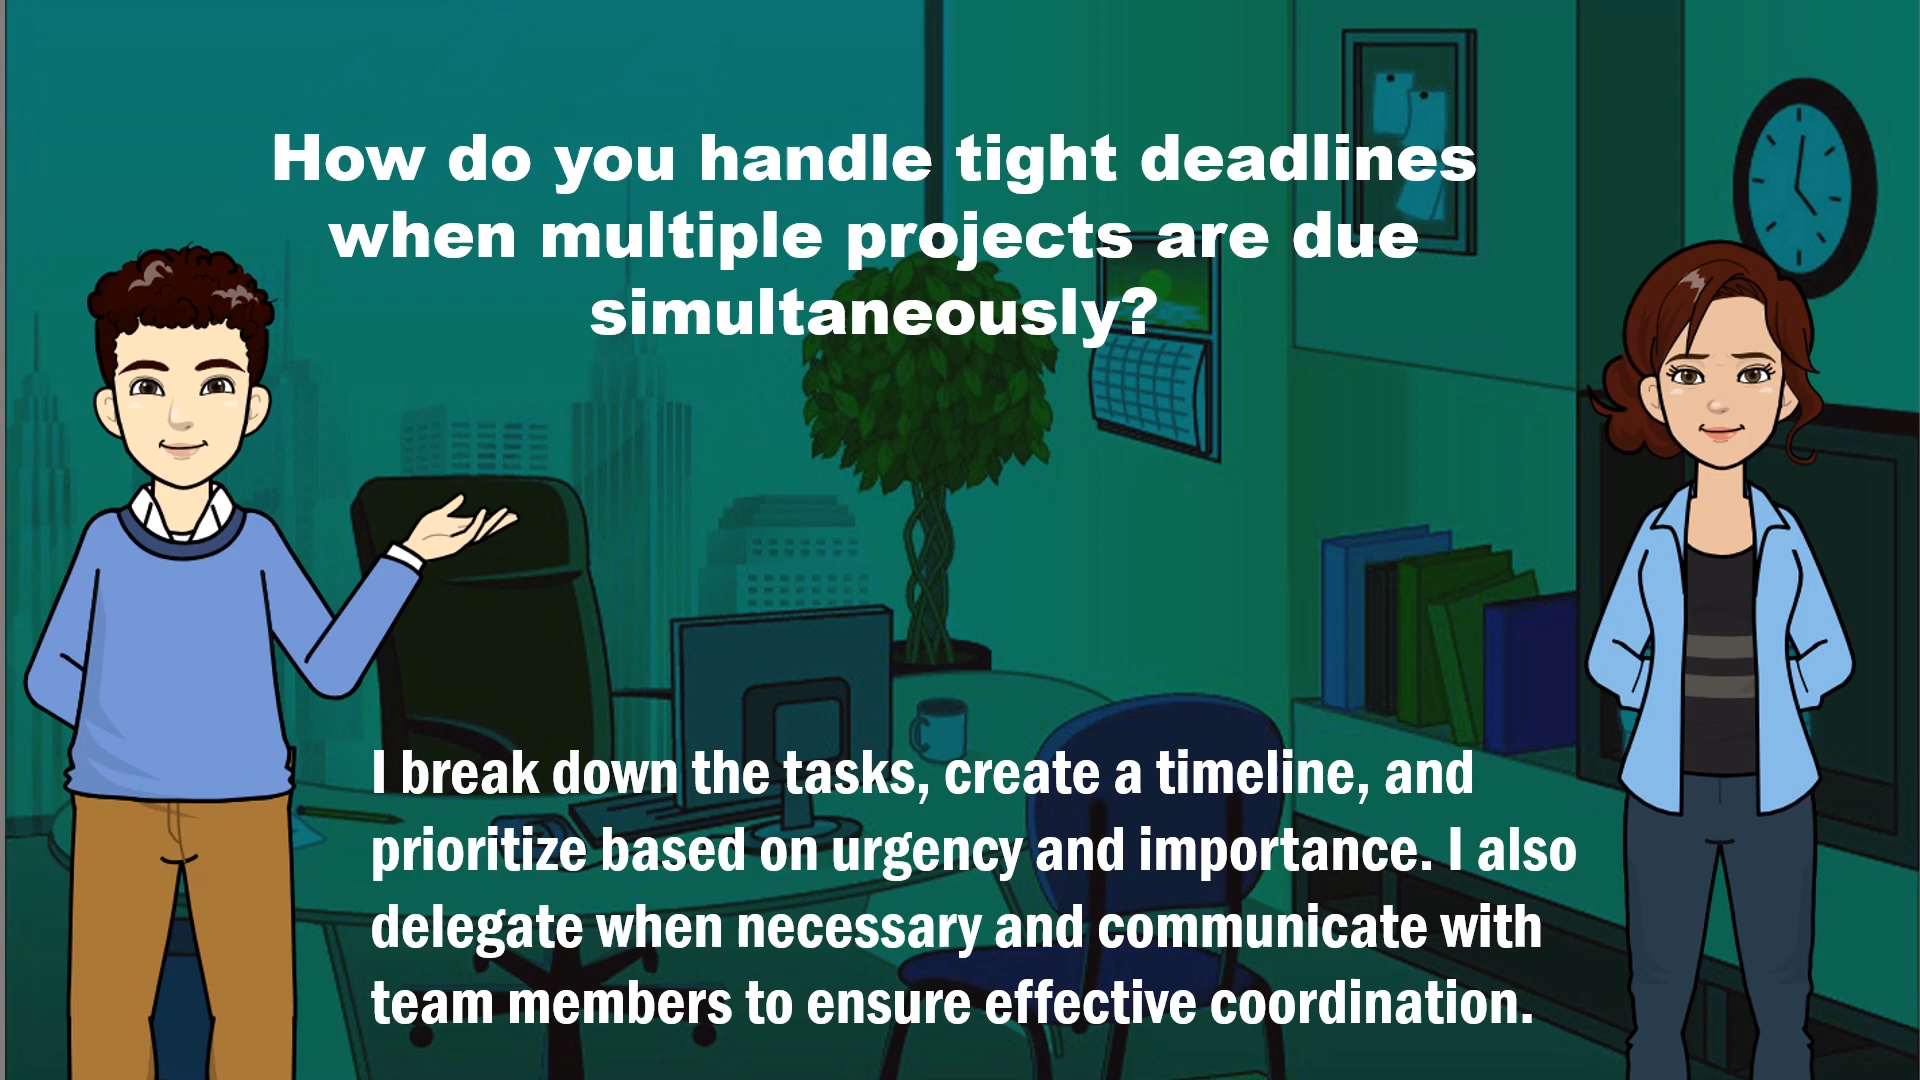 How do you handle tight deadlines
when multiple projects are due
simultaneously?
I break down the tasks, create a timeline, and
prioritize based on urgency and importance. I also
delegate when necessary and communicate with
team members to ensure effective coordination.